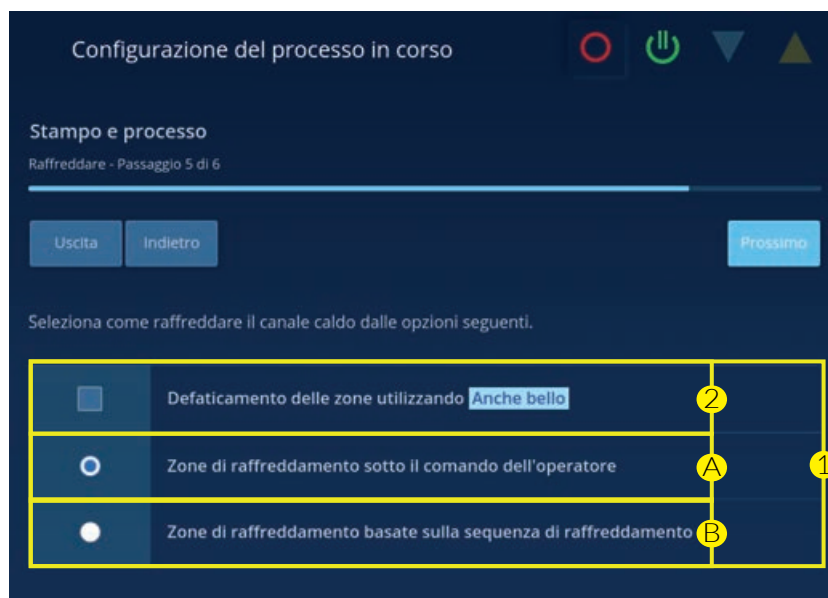 Configurazione del processo in corso
Stampo e processo
Raffreddare - Passaggio 5 di 6
Uscita Indietro Prossimo
Seleziona come raffreddare il canale caldo dalle opzioni seguenti.
Defaticamento delle zone utilizzando Anche bello 2
Zone di raffreddamento sotto il comando dell'operatore A 1
Zone di raffreddamento basate sulla sequenza di raffreddamento B